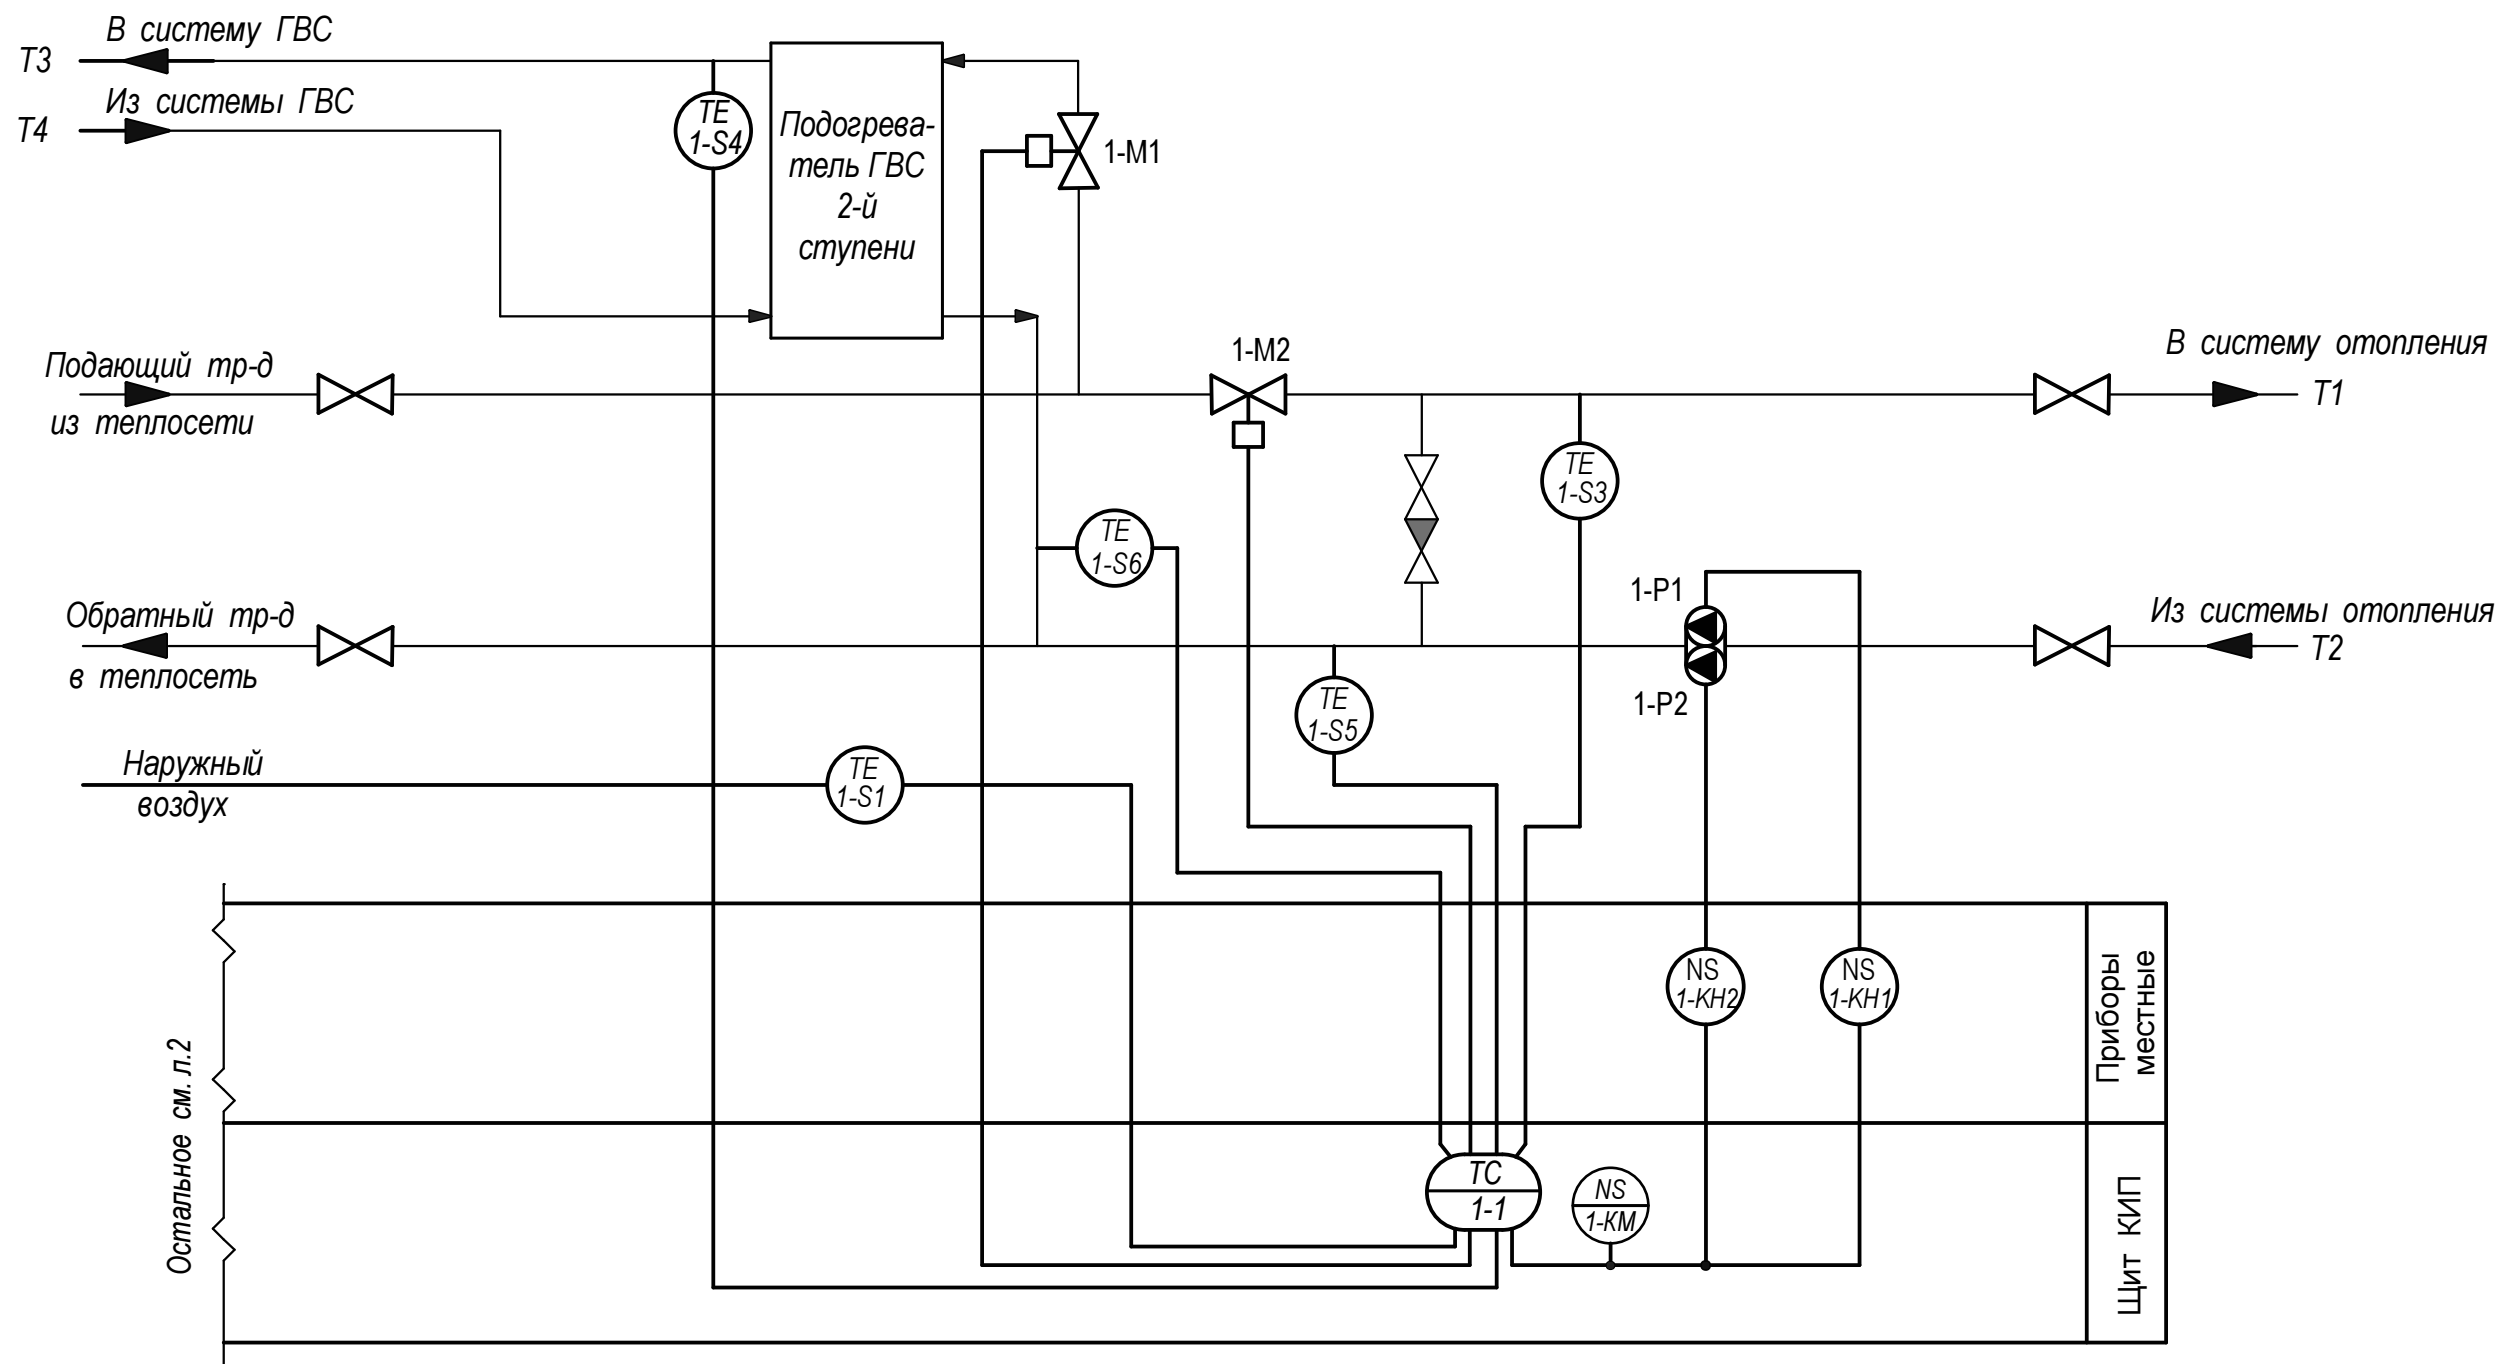 В систему ГВС
Т3
Из системы ГВС
Т4
TE
1-S4
Подогрева-
тель ГВС
2-й
ступени
1-М1
1-М2
В систему отопления
Т1
Подающий тр-д
из теплосети
TE
1-S3
TE
1-S6
1-Р1
Из системы отопления
Т2
Обратный тр-д
в теплосеть
1-Р2
TE
1-S5
Наружный
воздух
TE
1-S1
NS
1-КН2
NS
1-КН1
Приборы
местные
Остальное см. л.2
ТС
1-1
NS
1-КМ
Щит КИП